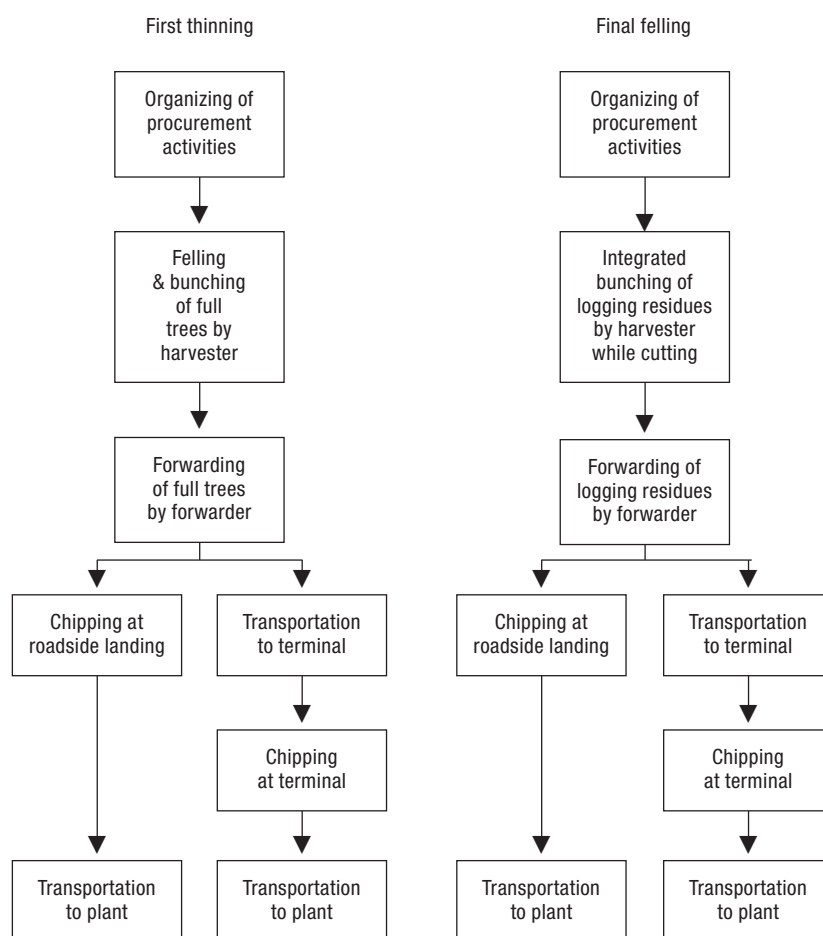 First thinning
Final felling
Organizing of
procurement
activities
Organizing of
procurement
activities
Felling
& bunching
of full
trees by
harvester
Integrated
bunching of
logging residues
by harvester
while cutting
Forwarding
of full trees
by forwarder
Forwarding of
logging residues
by forwarder
Chipping at
roadside landing
Transportation
to terminal
Chipping at
roadside landing
Transportation
to terminal
Chipping
at terminal
Chipping
at terminal
Transportation
to plant
Transportation
to plant
Transportation
to plant
Transportation
to plant